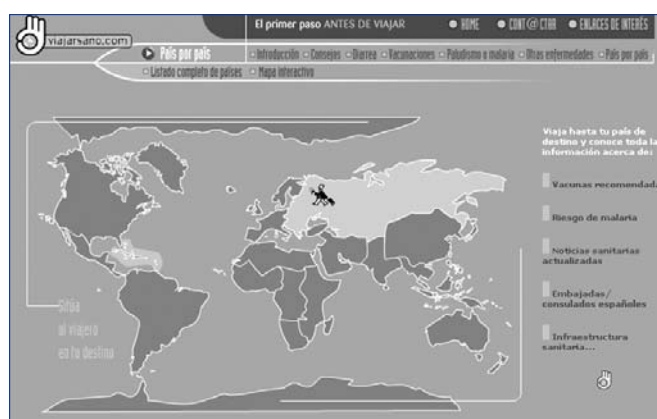 viajarsano.com
El primer paso ANTES DE VIAJAR
HOME
CONT@CTAR
ENLACES DE INTERÉS
País por país
Introducción
Consejos
Diarrea
Vacunaciones
Paludismo o malaria
Otras enfermedades
País por país
Listado completo de países
Mapa interactivo
Viaja hasta tu país de
destino y conoce toda la
información acerca de:
Vacunas recomendada
Riesgo de malaria
Noticias sanitarias
actualizadas
Embajadas/
consulados españoles
Infraestructura
sanitaria...
Sitúa
al viajero
en tu destino